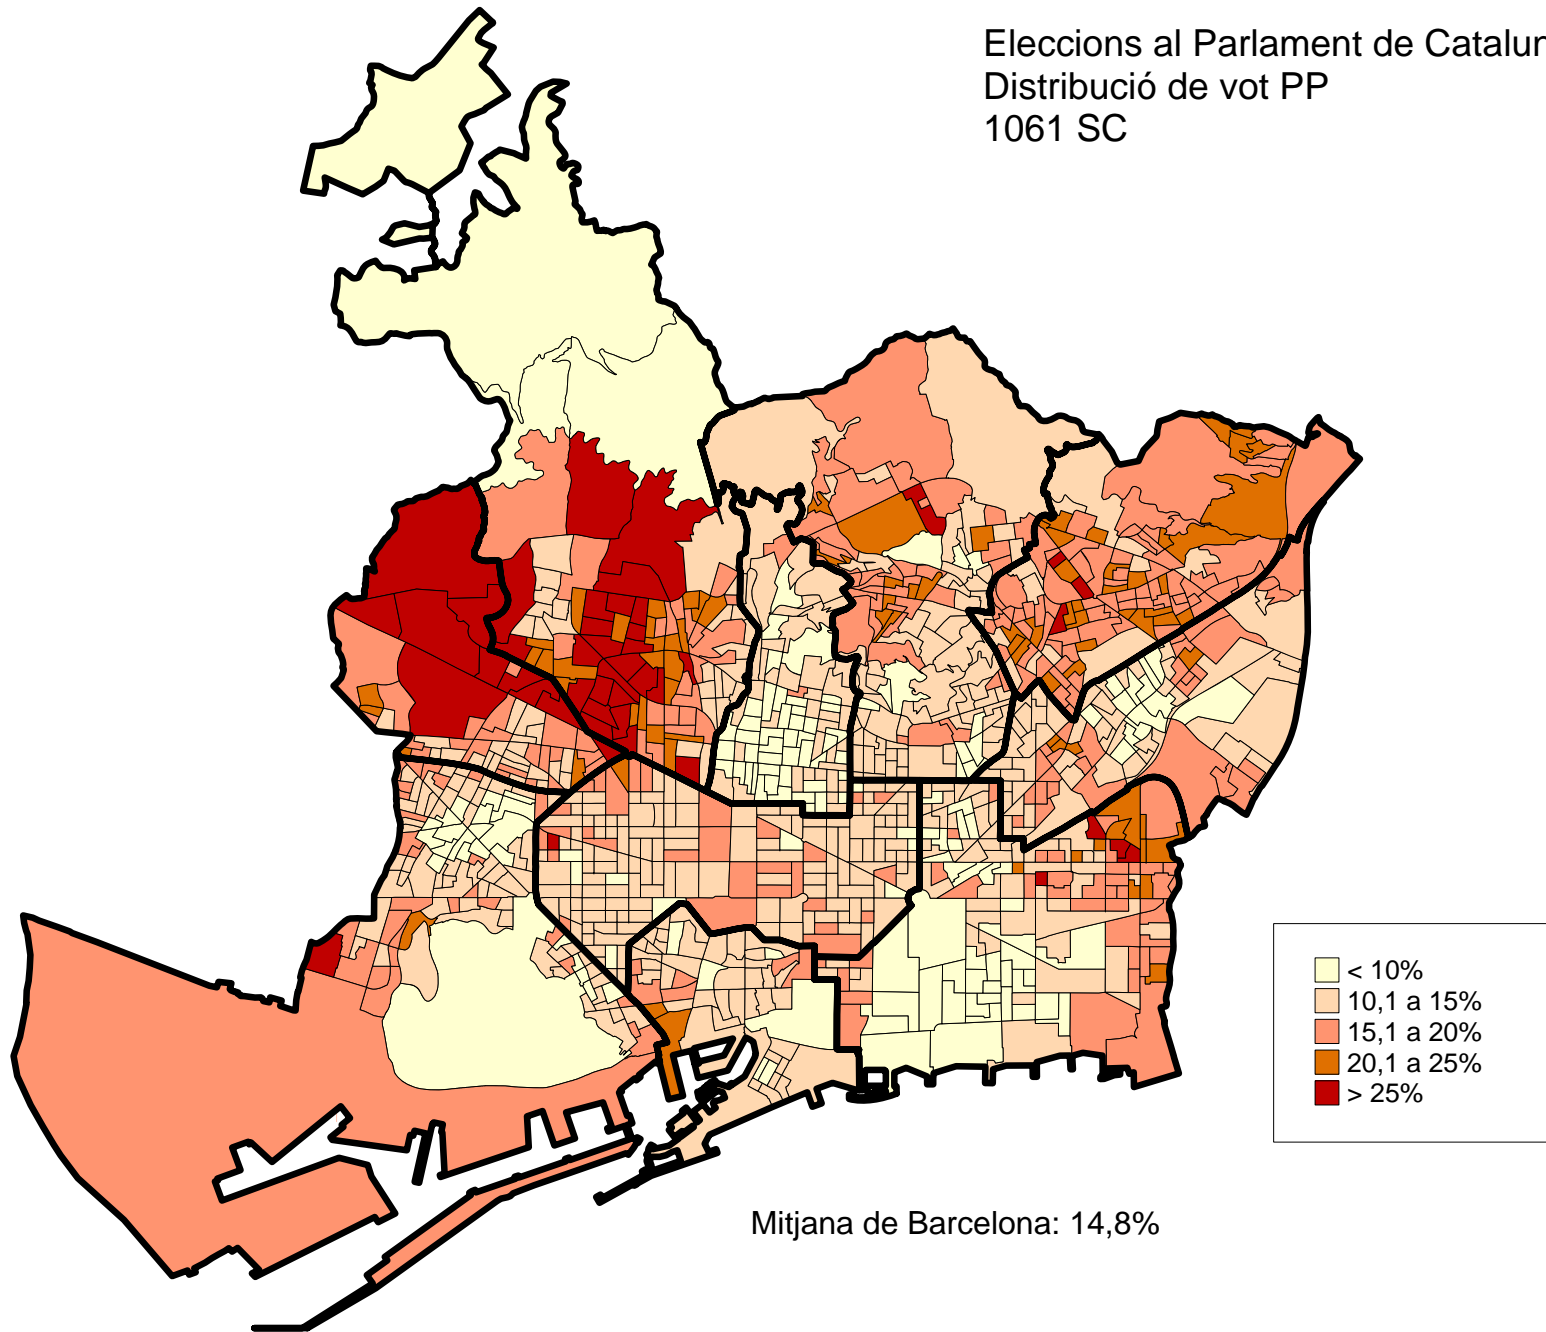 Eleccions al Parlament de Catalun
Distribució de vot PP
1061 SC
< 10%
10,1 a 15%
15,1 a 20%
20,1 a 25%
> 25%
Mitjana de Barcelona: 14,8%